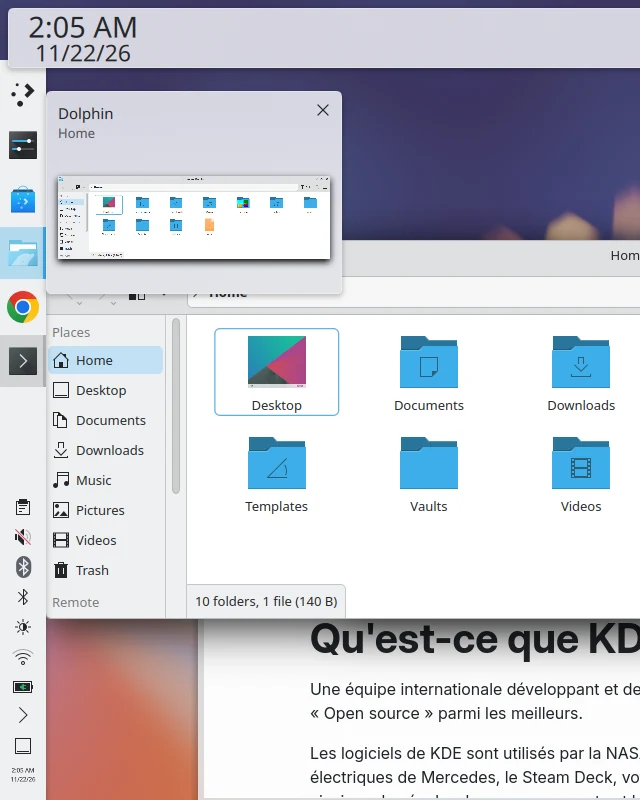 2:05 AM
11/22/26
Dolphin
Home
Home
Places
Home
Desktop
Documents
Downloads
Music
Pictures
Videos
Trash
Remote
Desktop
Documents
Downloads
Templates
Vaults
Videos
10 folders, 1 file (140 B)
Qu'est-ce que KD
Une équipe internationale développant et de
« Open source » parmi les meilleurs.
Les logiciels de KDE sont utilisés par la NAS
électriques de Mercedes, le Steam Deck, vo
2:05 AM
11/22/26